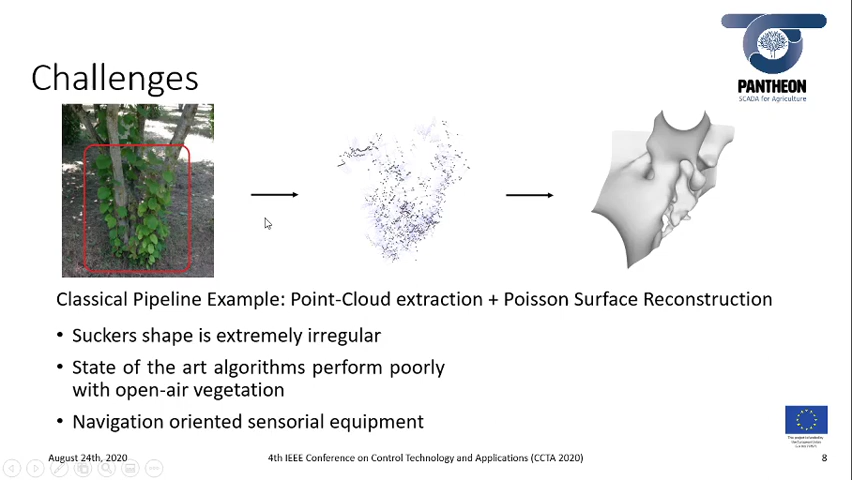 PANTHEON
SCADA for Agriculture
Challenges
Classical Pipeline Example: Point-Cloud extraction + Poisson Surface Reconstruction
• Suckers shape is extremely irregular
• State of the art algorithms perform poorly
with open-air vegetation
• Navigation oriented sensorial equipment
August 24th, 2020
4th IEEE Conference on Control Technology and Applications (CCTA 2020)
8